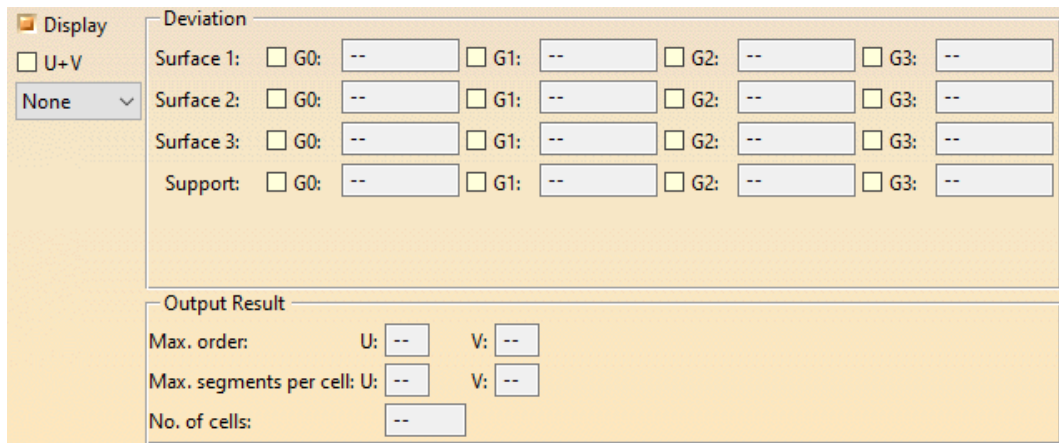 Display
U+V
None
Deviation
Surface 1: G0: -- G1: -- G2: -- G3: --
Surface 2: G0: -- G1: -- G2: -- G3: --
Surface 3: G0: -- G1: -- G2: -- G3: --
Support: G0: -- G1: -- G2: -- G3: --
Output Result
Max. order: U: -- V: --
Max. segments per cell: U: -- V: --
No. of cells: --